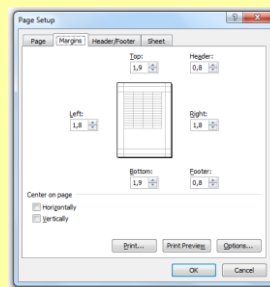 Page Setup
Page Margins Header/Footer Sheet
Top: Header:
1,9 0,8
Left: Right:
1,8 1,8
Bottom: Footer:
1,9 0,8
Center on page
Horizontally
Vertically
Print... Print Preview Options...
OK Cancel